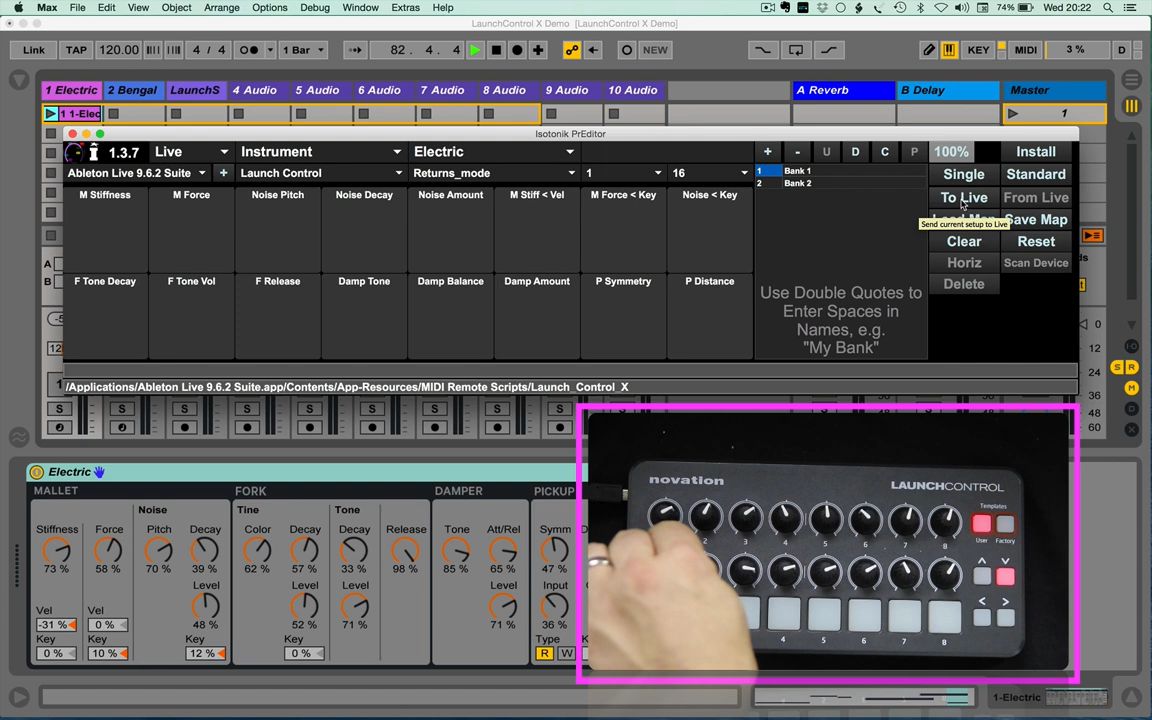 Max File Edit Object Arrange Options Debug Window Extras Help 74% Wed 20:22
LaunchControl X Demo [LaunchControl X Demo]
Link TAP 120.00 4 / 4 1 Bar 82. 4. 4 NEW KEY MIDI 3 % D
1 Electric 2 Bengal LaunchS 4 Audio 5 Audio 6 Audio 7 Audio 8 Audio 9 Audio 10 Audio A Reverb B Delay Master
1 1-Elec 1
Isotonik PrEditor
1.3.7 Live Instrument Electric + - U D C P 100% Install
Ableton Live 9.6.2 Suite + Launch Control Returns_mode 1 16 1 Bank 1 Single Standard
2 Bank 2
M Stiffness M Force Noise Pitch Noise Decay Noise Amount M Stiff < Vel M Force < Key Noise < Key To Live From Live
Send current setup to Live
Save Map
Clear Reset
Horiz Scan Device
F Tone Decay F Tone Vol F Release Damp Tone Damp Balance Damp Amount P Symmetry P Distance Delete
Use Double Quotes to
Enter Spaces in
Names, e.g.
"My Bank"
/Applications/Ableton Live 9.6.2 Suite.app/Contents/App-Resources/MIDI Remote Scripts/Launch_Control_X
A
B
0
12
24
36
48
60
S R
M
S S S S S S S S S
novation LAUNCHCONTROL
Templates
User Factory
2 3 4 5 6 7 8
4 5 6 7 8
Electric
MALLET FORK DAMPER PICKUP
Noise Tine Tone
Stiffness Force Pitch Decay Color Decay Decay Release Tone Att/Rel Symm
73 % 58 % 70 % 39 % 62 % 57 % 33 % 98 % 85 % 65 % 47 %
Level Level Level Input
Vel Vel
-31 % 0 % 48 % 52 % 71 % 71 % 36 %
Key Key Key Key Type
0 % 10 % 12 % 0 % R W
1-Electric